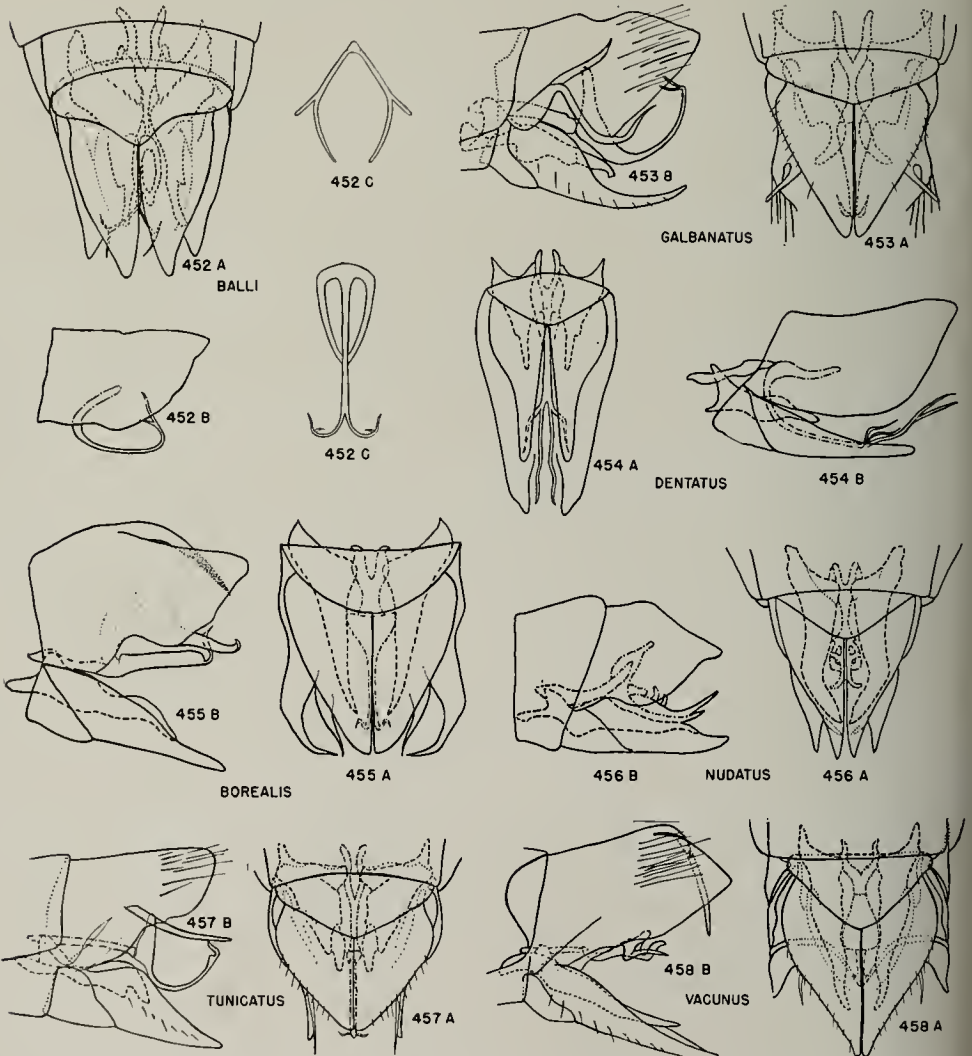 452 A
BALLI
452 C
453 B
GALBANATUS
453 A
452 B
452 C
454 A
DENTATUS
454 B
455 B
BOREALIS
455 A
456 B
NUDATUS
456 A
457 B
TUNICATUS
457 A
458 B
VACUNUS
458 A